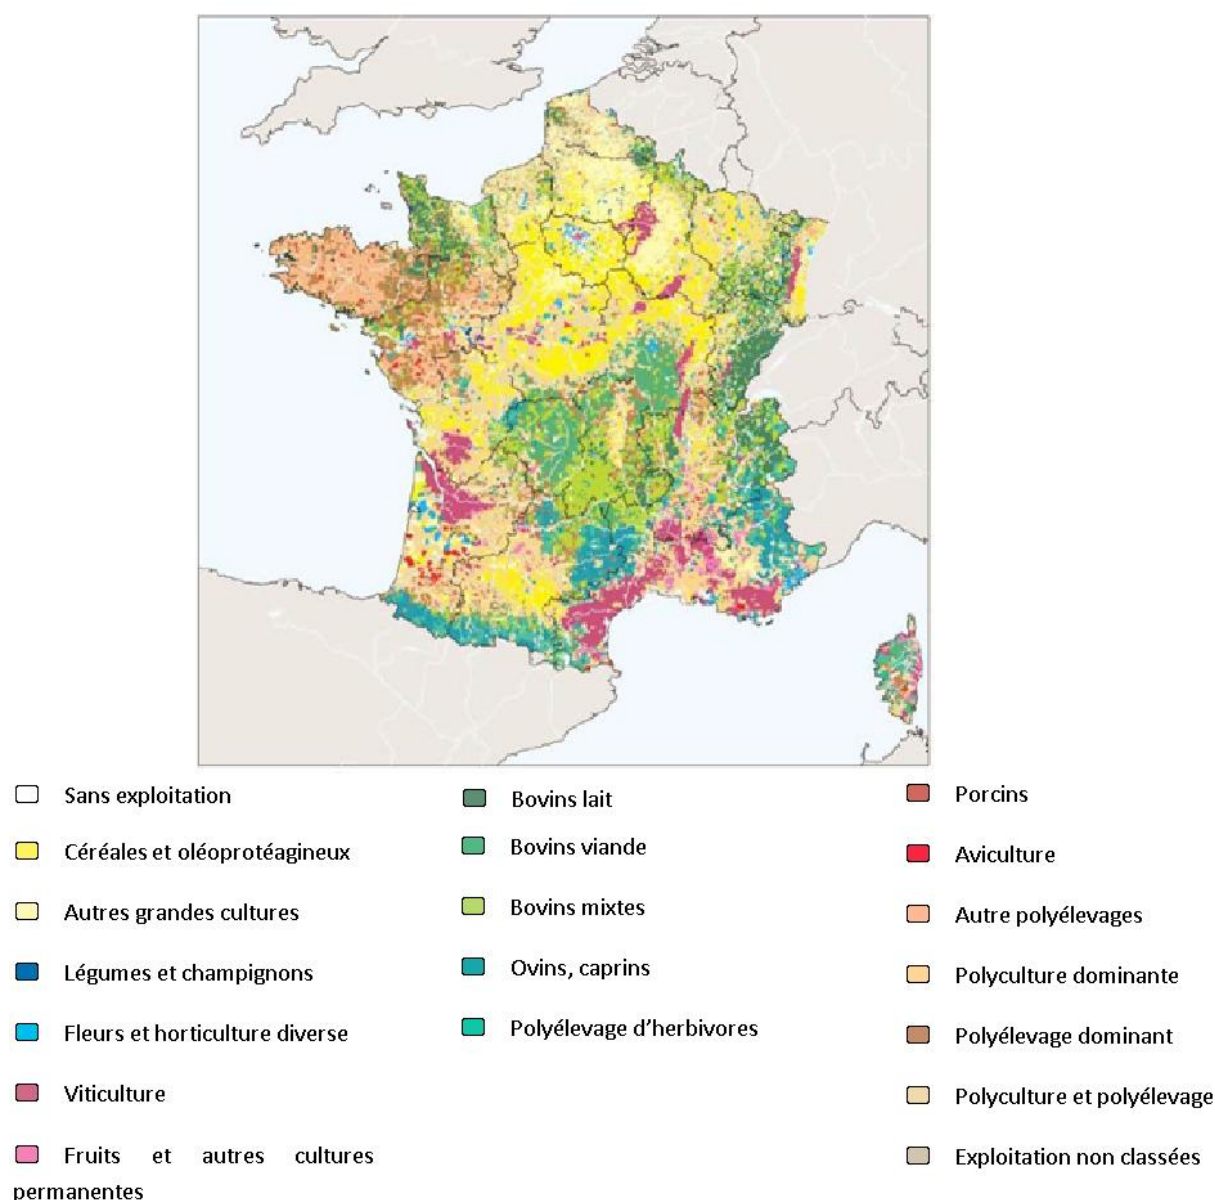 Sans exploitation
Céréales et oléoprotéagineux
Autres grandes cultures
Légumes et champignons
Fleurs et horticulture diverse
Viticulture
Fruits et autres cultures
permanentes
Bovins lait
Bovins viande
Bovins mixtes
Ovins, caprins
Polyélevage d'herbivores
Porcins
Aviculture
Autre polyélevages
Polyculture dominante
Polyélevage dominant
Polyculture et polyélevage
Exploitation non classées